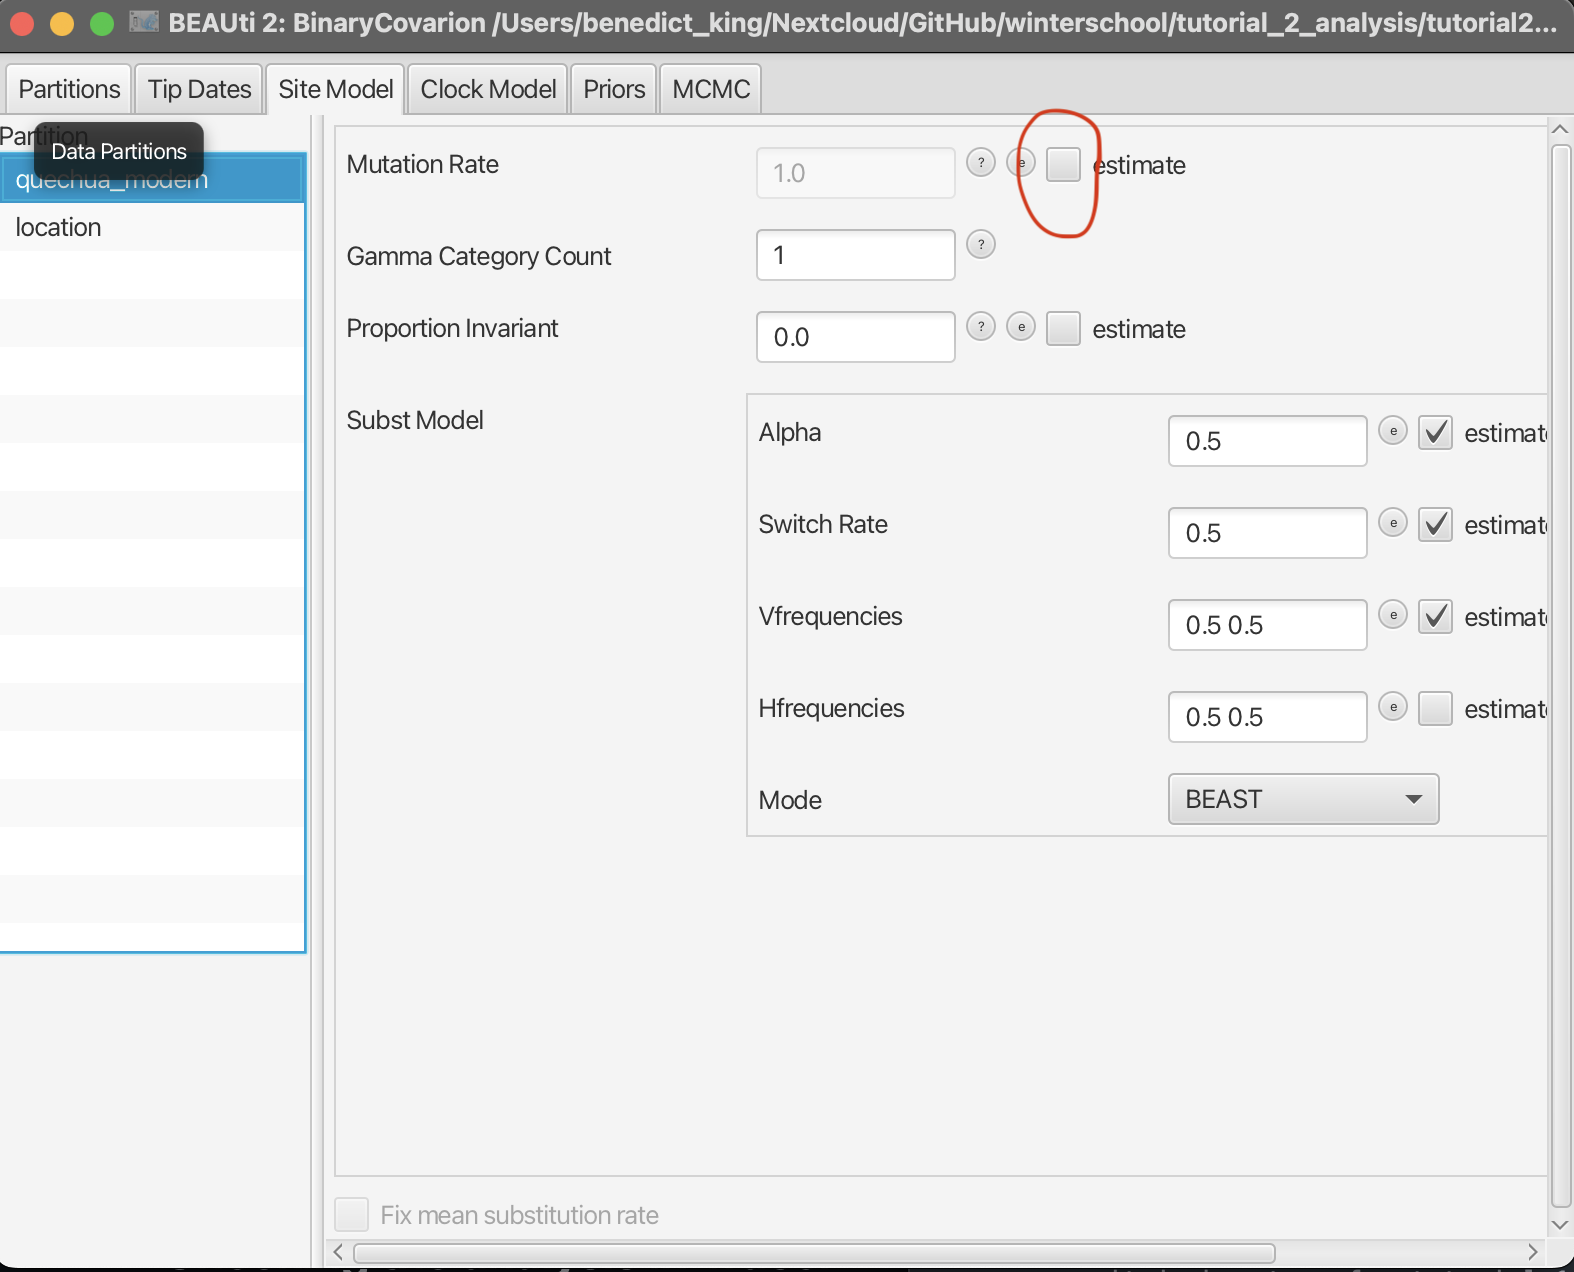 BEAUti 2: BinaryCovarion /Users/benedict_king/Nextcloud/GitHub/winterschool/tutorial_2_analysis/tutorial2...
Partitions Tip Dates Site Model Clock Model Priors MCMC
Partition
Data Partitions
quechua_modern
location
Mutation Rate 1.0 ? e estimate
Gamma Category Count 1 ?
Proportion Invariant 0.0 ? e estimate
Subst Model
Alpha 0.5 e estimat
Switch Rate 0.5 e estimat
Vfrequencies 0.5 0.5 e estimat
Hfrequencies 0.5 0.5 e estimat
Mode BEAST
Fix mean substitution rate